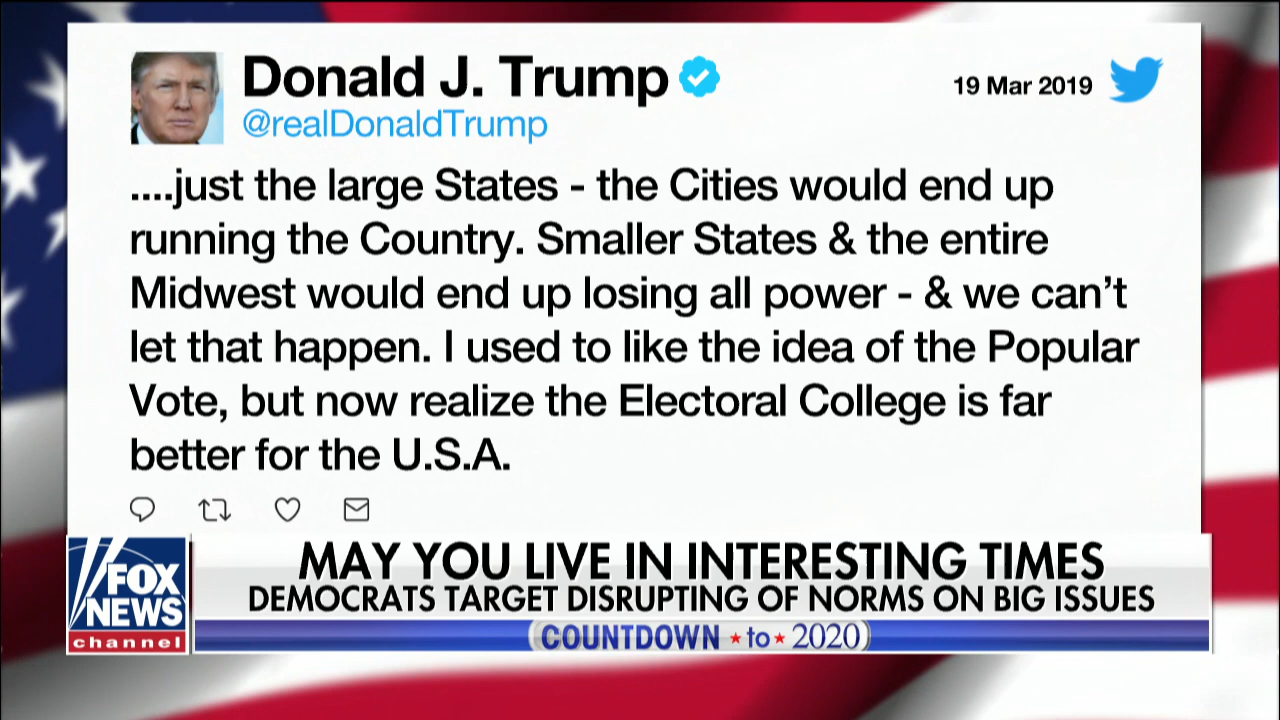 Donald J. Trump
19 Mar 2019
@realDonaldTrump
....just the large States - the Cities would end up
running the Country. Smaller States & the entire
Midwest would end up losing all power - & we can’t
let that happen. I used to like the idea of the Popular
Vote, but now realize the Electoral College is far
better for the U.S.A.
FOX
NEWS
channel
MAY YOU LIVE IN INTERESTING TIMES
DEMOCRATS TARGET DISRUPTING OF NORMS ON BIG ISSUES
COUNTDOWN ★to★ 2020